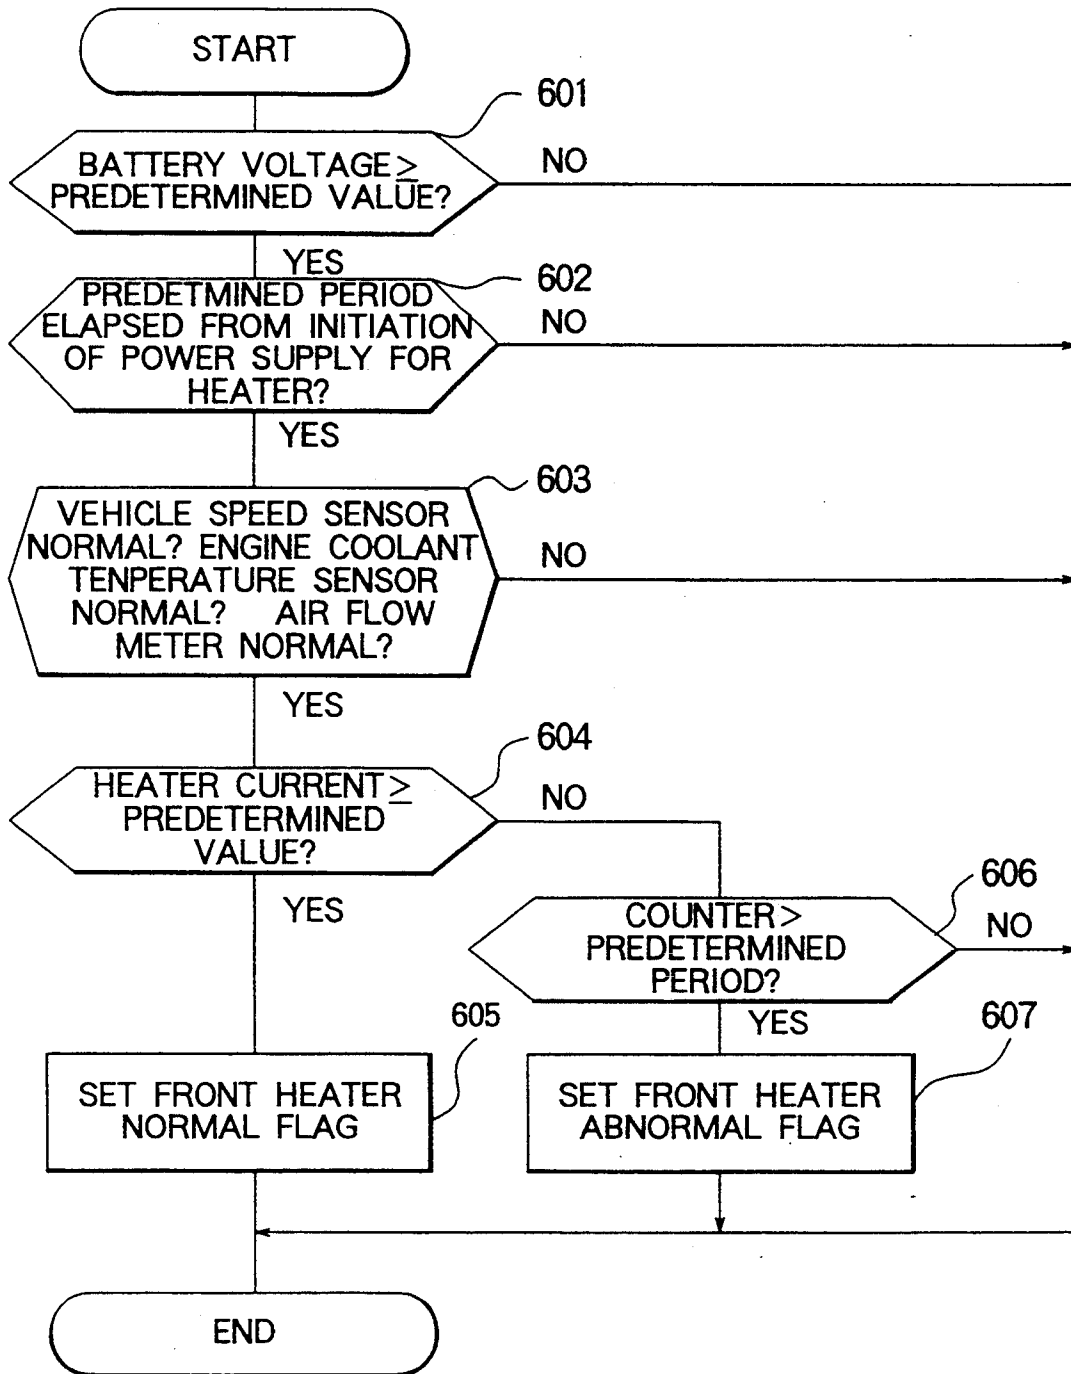 START
601
BATTERY VOLTAGE ≥
PREDETERMINED VALUE?
NO
YES
602
PREDETMINED PERIOD
ELAPSED FROM INITIATION
OF POWER SUPPLY FOR
HEATER?
NO
YES
603
VEHICLE SPEED SENSOR
NORMAL? ENGINE COOLANT
TENPERATURE SENSOR
NORMAL? AIR FLOW
METER NORMAL?
NO
YES
604
HEATER CURRENT ≥
PREDETERMINED
VALUE?
NO
YES
606
COUNTER >
PREDETERMINED
PERIOD?
NO
YES
605
SET FRONT HEATER
NORMAL FLAG
607
SET FRONT HEATER
ABNORMAL FLAG
END